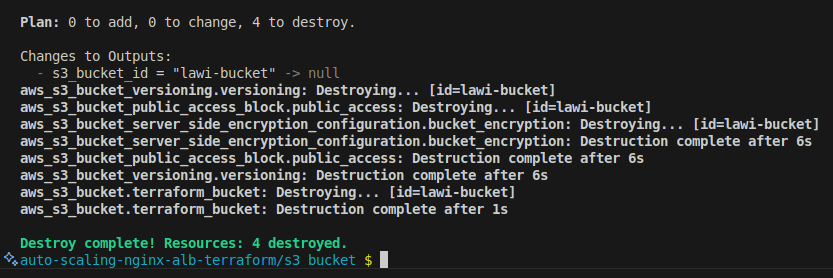 Plan: 0 to add, 0 to change, 4 to destroy.
Changes to Outputs:
- s3_bucket_id = "lawi-bucket" -> null
aws_s3_bucket_versioning.versioning: Destroying... [id=lawi-bucket]
aws_s3_bucket_public_access_block.public_access: Destroying... [id=lawi-bucket]
aws_s3_bucket_server_side_encryption_configuration.bucket_encryption: Destroying... [id=lawi-bucket]
aws_s3_bucket_server_side_encryption_configuration.bucket_encryption: Destruction complete after 6s
aws_s3_bucket_public_access_block.public_access: Destruction complete after 6s
aws_s3_bucket_versioning.versioning: Destruction complete after 6s
aws_s3_bucket.terraform_bucket: Destroying... [id=lawi-bucket]
aws_s3_bucket.terraform_bucket: Destruction complete after 1s
Destroy complete! Resources: 4 destroyed.
auto-scaling-nginx-alb-terraform/s3 bucket $